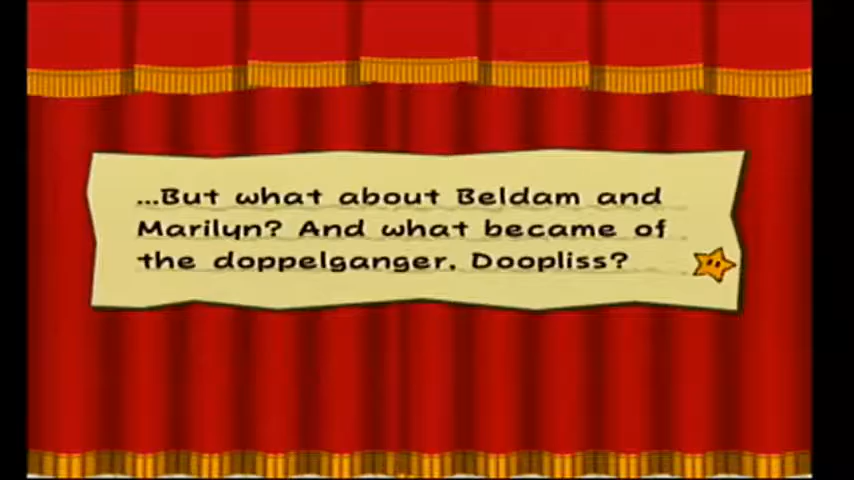 ...But what about Beldam and
Marilyn? And what became of
the doppelganger, Doopliss?